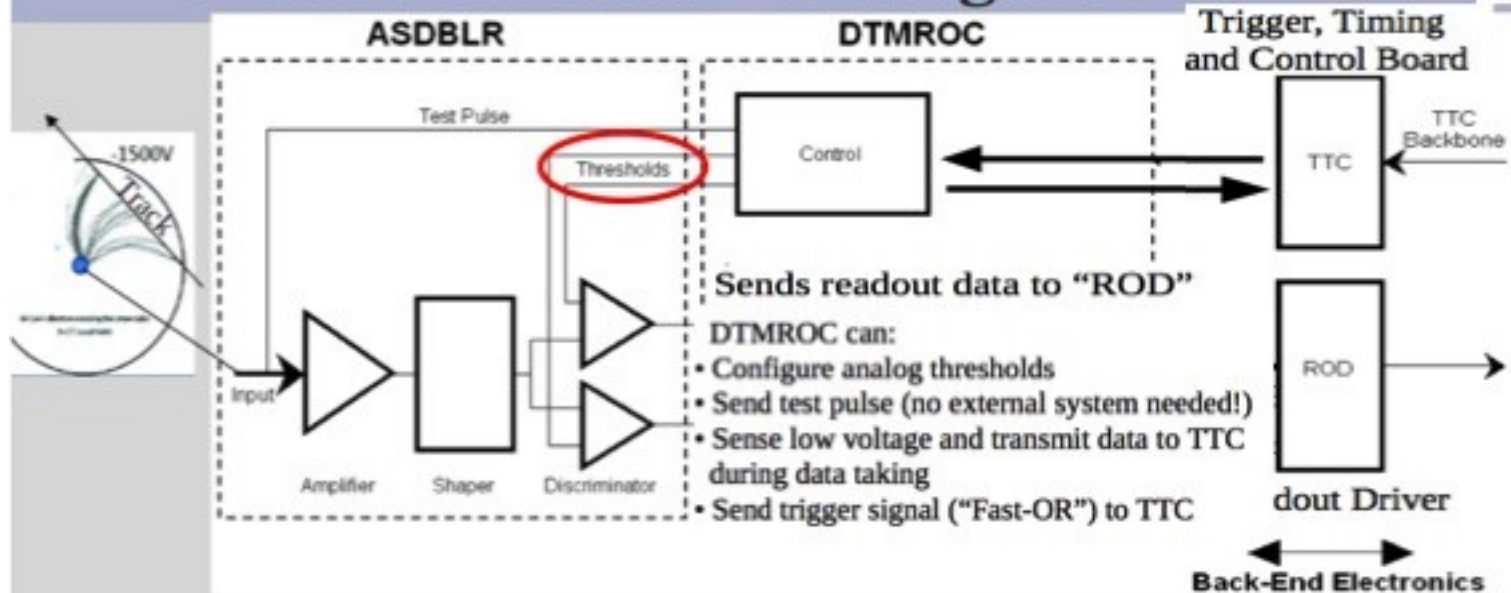 ASDBLR
DTMROC
Trigger, Timing
and Control Board
Test Pulse
Thresholds
Control
TTC
TTC
Backbone
-1500V
Track
Input
Amplifier
Shaper
Discriminator
Sends readout data to “ROD”
DTMROC can:
• Configure analog thresholds
• Send test pulse (no external system needed!)
• Sense low voltage and transmit data to TTC
during data taking
• Send trigger signal (“Fast-OR”) to TTC
ROD
dout Driver
Back-End Electronics